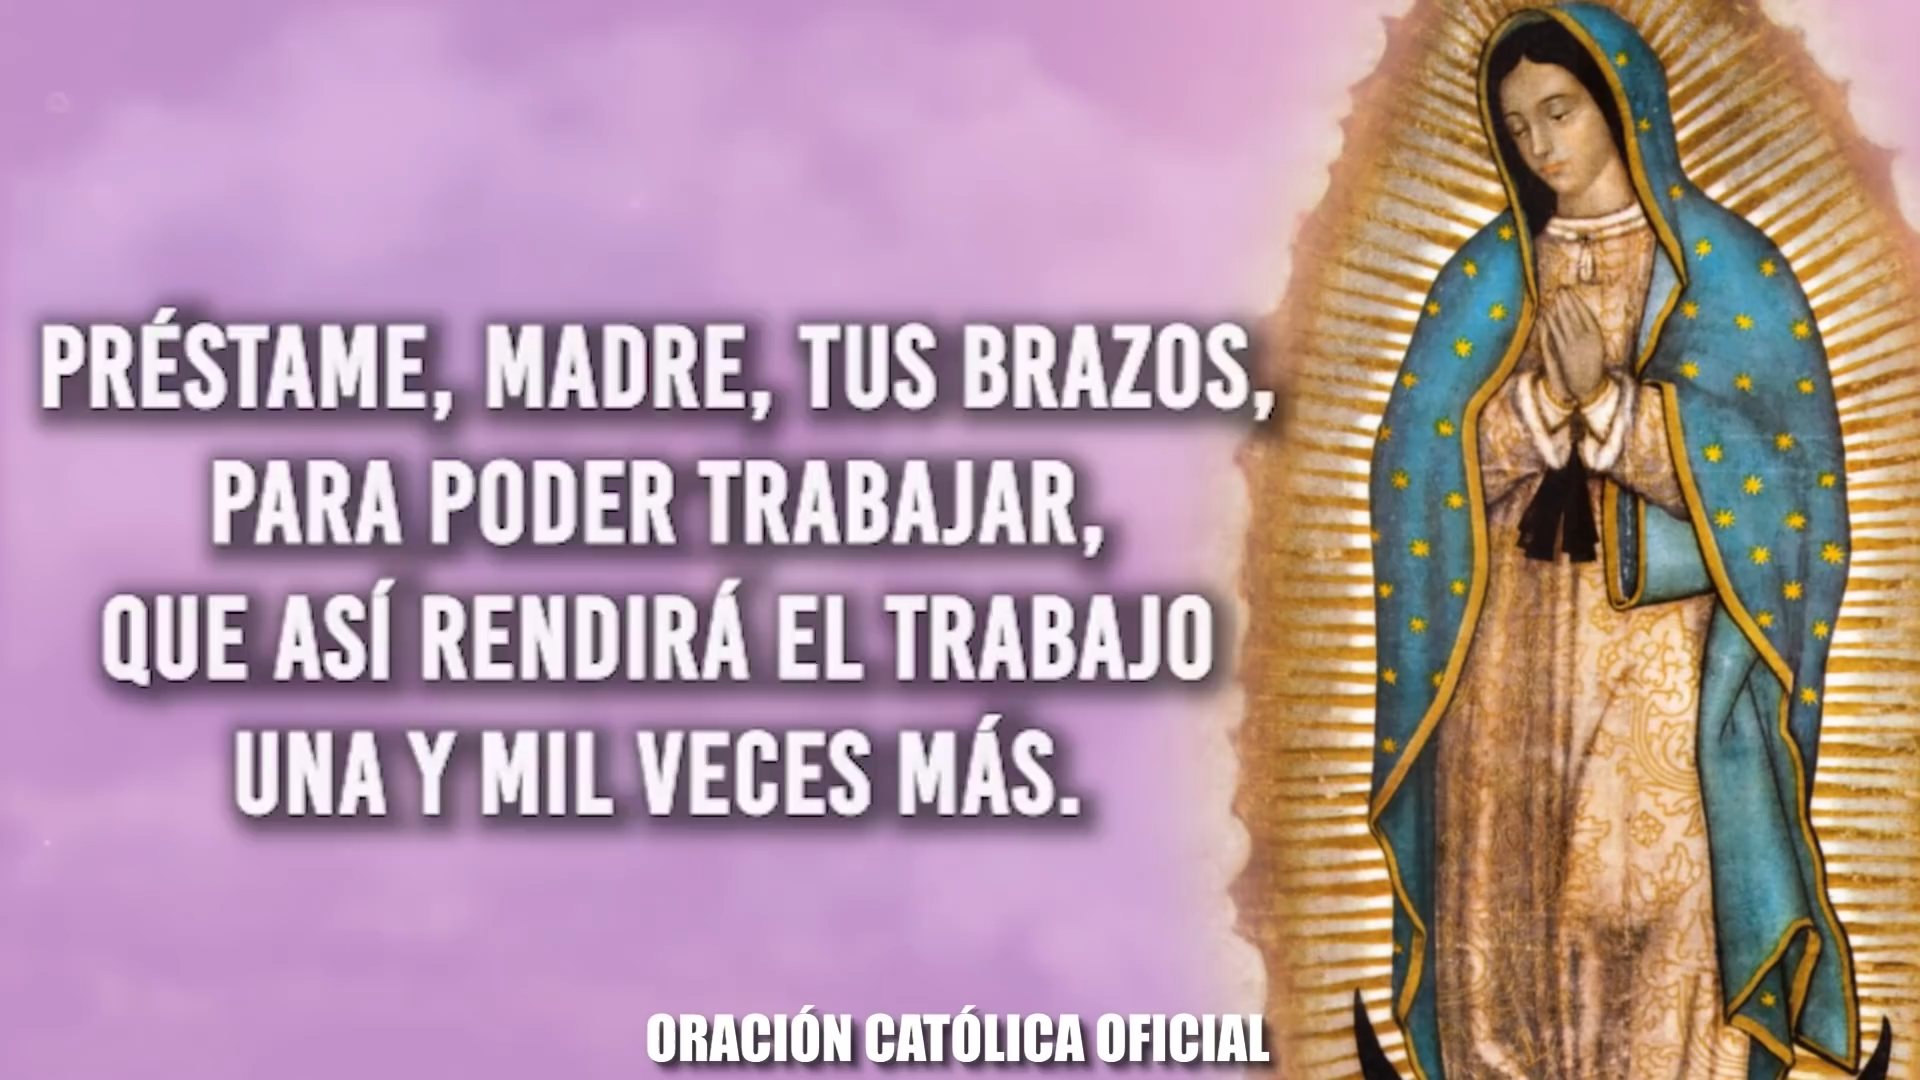 PRÉSTAME, MADRE, TUS BRAZOS,
PARA PODER TRABAJAR,
QUE ASÍ RENDIRÁ EL TRABAJO
UNA Y MIL VECES MÁS.
ORACIÓN CATÓLICA OFICIAL